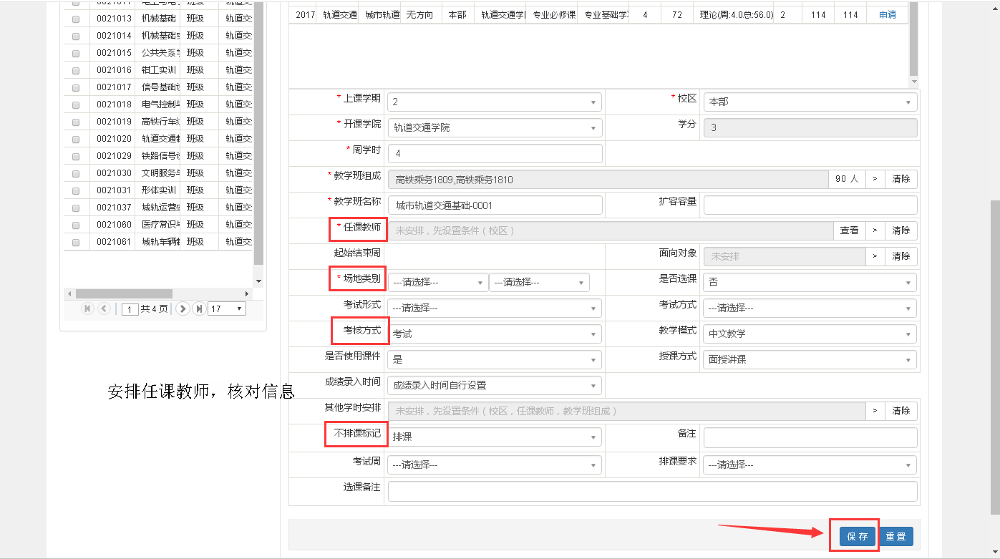 2017 轨道交通 城市轨道 无方向 本部 轨道交通学 专业必修课 专业基础学 4 72 理论(周:4.0总:56.0) 2 114 114 申请
0021013 机械基础 班级 轨道交
0021014 机械基础 班级 轨道交
0021015 公共关系 班级 轨道交
0021016 钳工实训 班级 轨道交
0021017 信号基础 班级 轨道交
0021018 电气控制 班级 轨道交
0021019 高铁行车 班级 轨道交
0021020 轨道交通 班级 轨道交
0021029 铁路信号 班级 轨道交
0021030 文明服务 班级 轨道交
0021031 形体实训 班级 轨道交
0021037 城轨运营 班级 轨道交
0021060 医疗常识 班级 轨道交
0021061 城轨车辆 班级 轨道交
1 共4页 17
* 上课学期 2 * 校区 本部
* 开课学院 轨道交通学院 学分 3
* 周学时 4
* 教学班组成 高铁乘务1809,高铁乘务1810 90 人 > 清除
* 教学班名称 城市轨道交通基础-0001 扩容容量
* 任课教师 未安排，先设置条件（校区） 查看 > 清除
起始结束周 面向对象 未安排 > 清除
* 场地类别 ---请选择--- ---请选择--- 是否选课 否
考试形式 ---请选择--- 考试方式 ---请选择---
考核方式 考试 教学模式 中文教学
是否使用课件 是 授课方式 面授讲课
成绩录入时间 成绩录入时间自行设置
安排任课教师，核对信息
其他学时安排 未安排，先设置条件（校区，任课教师，教学班组成） > 清除
不排课标记 排课 备注
考试周 ---请选择--- 排课要求 ---请选择---
选课备注
保 存 重 置